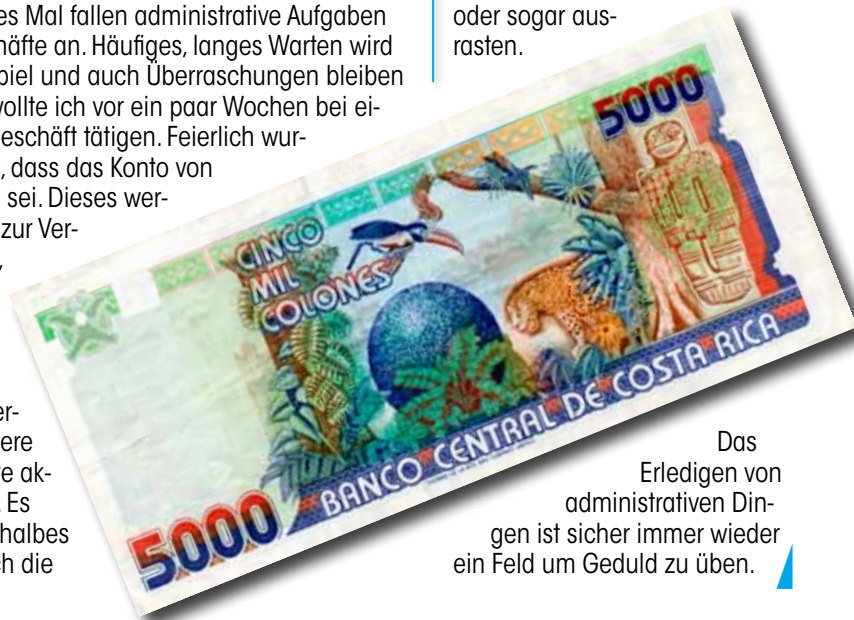 es Mal fallen administrative Aufgaben
häfte an. Häufiges, langes Warten wird
piel und auch Überraschungen bleiben
vollte ich vor ein paar Wochen bei ei-
eschäft tätigen. Feierlich wur-
, dass das Konto von
sei. Dieses wer-
zur Ver-
,
er-
ere
e ak-
. Es
halbes
h die
oder sogar aus-
rasten.
5000
CINCO
MIL
COLONES
BANCO CENTRAL DE COSTA RICA
5000
Das
Erledigen von
administrativen Din-
gen ist sicher immer wieder
ein Feld um Geduld zu üben.